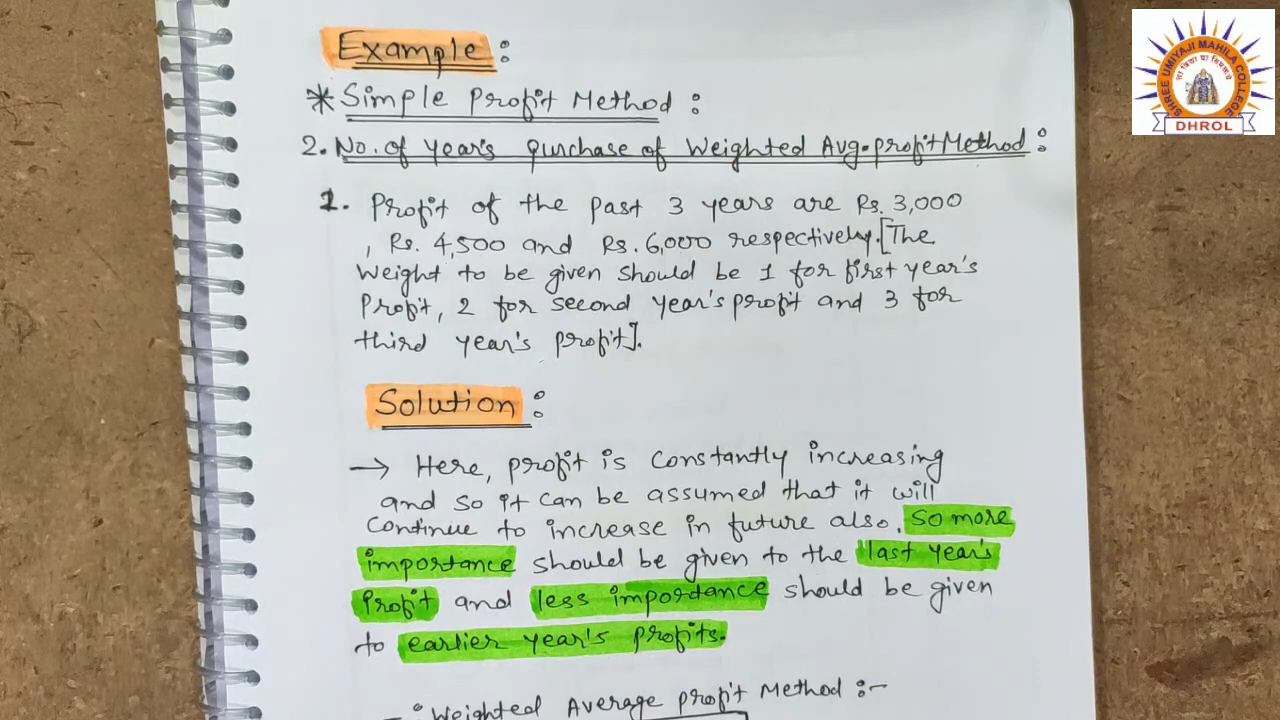 Example :
* Simple Profit Method :
2. No. of Year's purchase of Weighted Avg. profit Method :
1. Profit of the past 3 years are Rs. 3,000
, Rs. 4,500 and Rs. 6,000 respectively. [The
Weight to be given should be 1 for first year's
Profit, 2 for second year's profit and 3 for
third year's profit].
Solution :
→ Here, profit is constantly increasing
and so it can be assumed that it will
continue to increase in future also. So more
importance should be given to the last year's
Profit and less importance should be given
to earlier year's profits.
Weighted Average profit Method :-
SHREE UMIYAJI MAHILA COLLEGE
DHROL